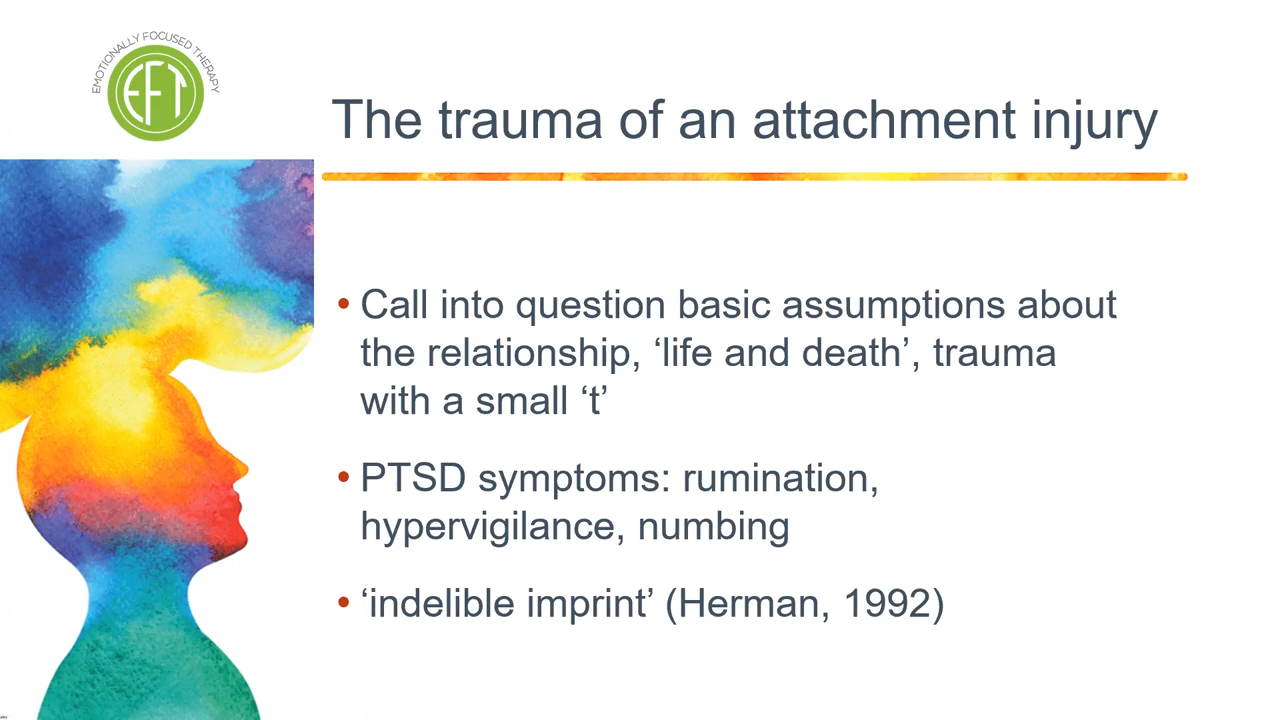 EMOTIONALLY FOCUSED THERAPY
EFT
The trauma of an attachment injury
• Call into question basic assumptions about
the relationship, ‘life and death’, trauma
with a small ‘t’
• PTSD symptoms: rumination,
hypervigilance, numbing
• ‘indelible imprint’ (Herman, 1992)